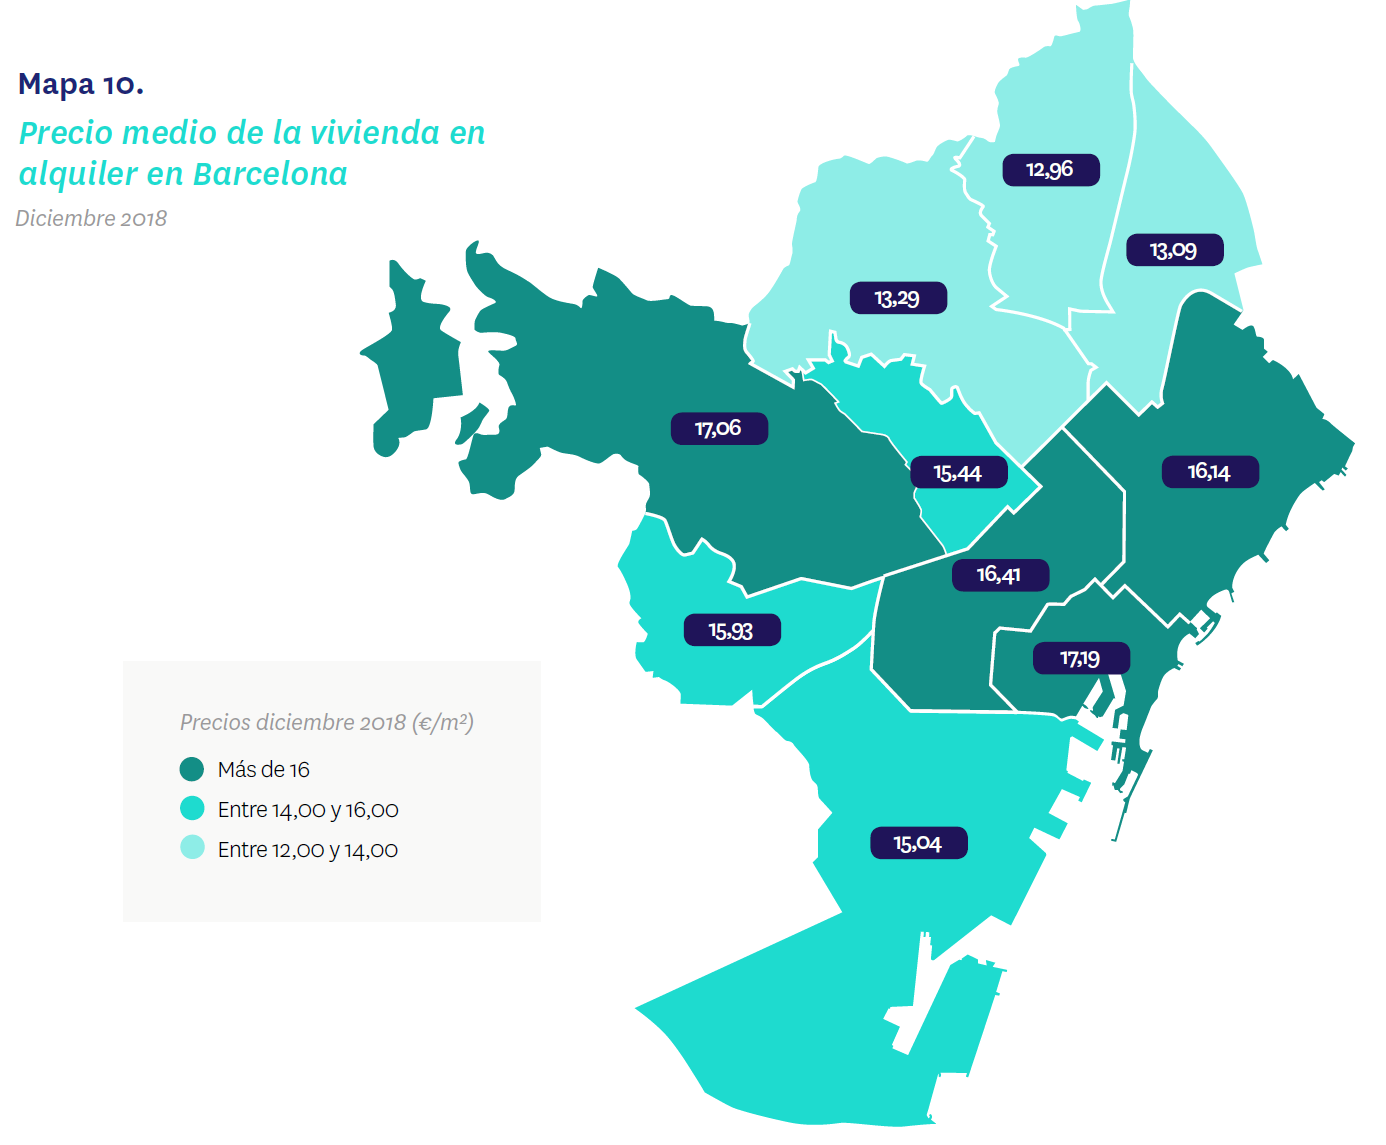 Mapa 10.
Precio medio de la vivienda en
alquiler en Barcelona
Diciembre 2018
12,96
13,09
13,29
17,06
15,44
16,14
16,41
15,93
17,19
15,04
Precios diciembre 2018 (€/m²)
Más de 16
Entre 14,00 y 16,00
Entre 12,00 y 14,00